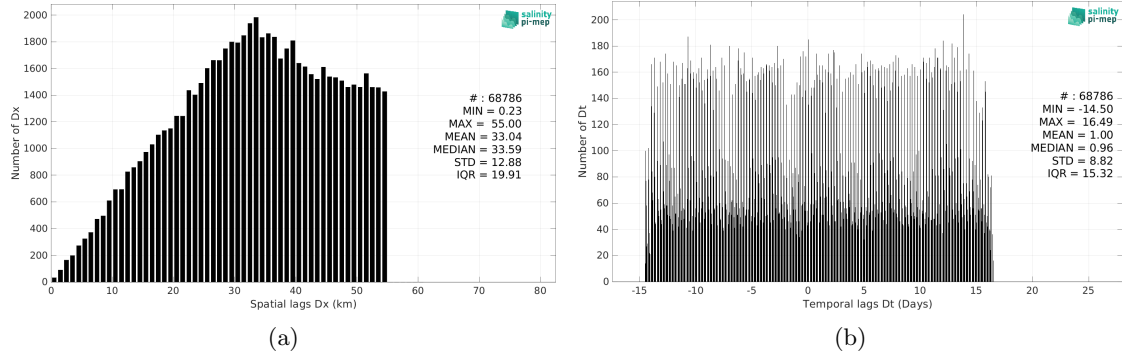 2000
1800
1600
1400
1200
1000
800
600
400
200
0
Number of Dx
0 10 20 30 40 50 60 70 80
Spatial lags Dx (km)
salinity
pi-mep
# : 68786
MIN = 0.23
MAX = 55.00
MEAN = 33.04
MEDIAN = 33.59
STD = 12.88
IQR = 19.91
(a)
200
180
160
140
120
100
80
60
40
20
0
Number of Dt
-15 -10 -5 0 5 10 15 20 25
Temporal lags Dt (Days)
salinity
pi-mep
# : 68786
MIN = -14.50
MAX = 16.49
MEAN = 1.00
MEDIAN = 0.96
STD = 8.82
IQR = 15.32
(b)